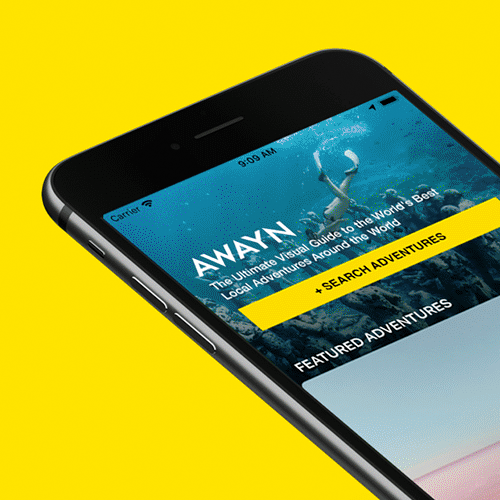 Carrier
9:09 AM
AWAYN
The Ultimate Visual Guide to the World's Best
Local Adventures Around the World
+ SEARCH ADVENTURES
FEATURED ADVENTURES